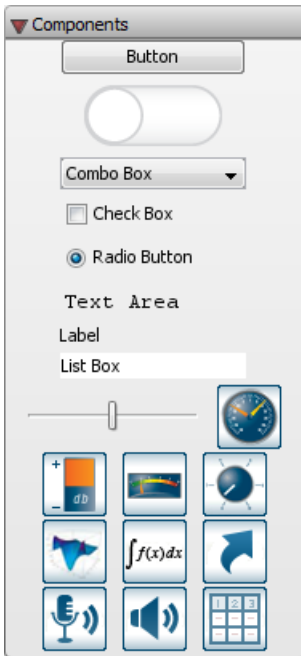 Components
Button
Combo Box
Check Box
Radio Button
Text Area
Label
List Box
+
db
−
∫f(x)dx
1 2 3